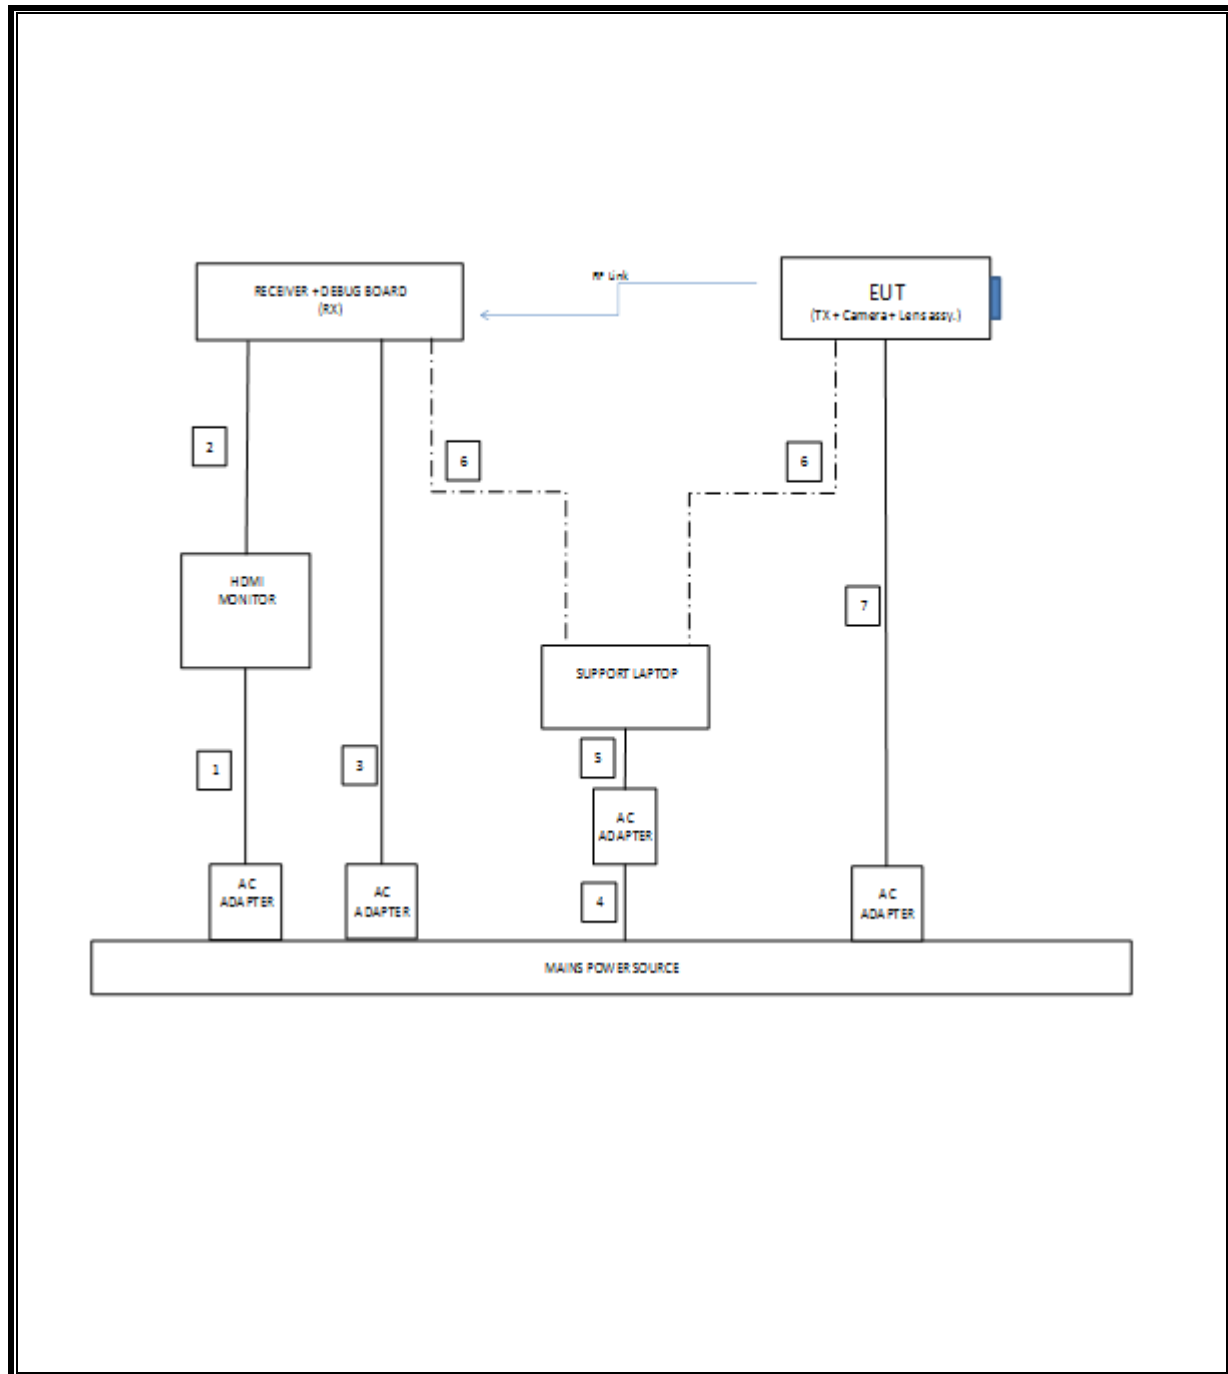 RF Link
RECEIVER + DEBUG BOARD
(RX)
EUT
(TX + Camera + Lens assy.)
2
6
6
HDMI
MONITOR
7
SUPPORT LAPTOP
1
3
5
AC
ADAPTER
AC
ADAPTER
AC
ADAPTER
4
AC
ADAPTER
MAINS POWER SOURCE